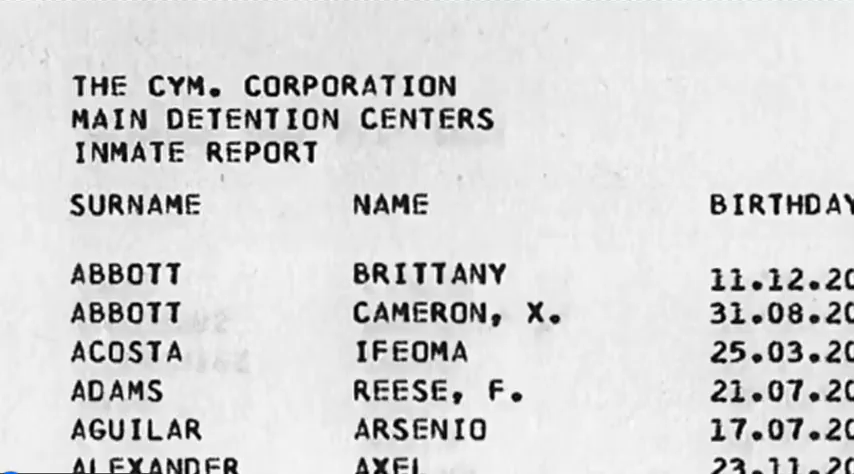 THE CYM. CORPORATION
MAIN DETENTION CENTERS
INMATE REPORT
SURNAME NAME BIRTHDAY
ABBOTT BRITTANY 11.12.20
ABBOTT CAMERON, X. 31.08.20
ACOSTA IFEOMA 25.03.20
ADAMS REESE, F. 21.07.20
AGUILAR ARSENIO 17.07.20
ALEXANDER AXEL 23.11.20